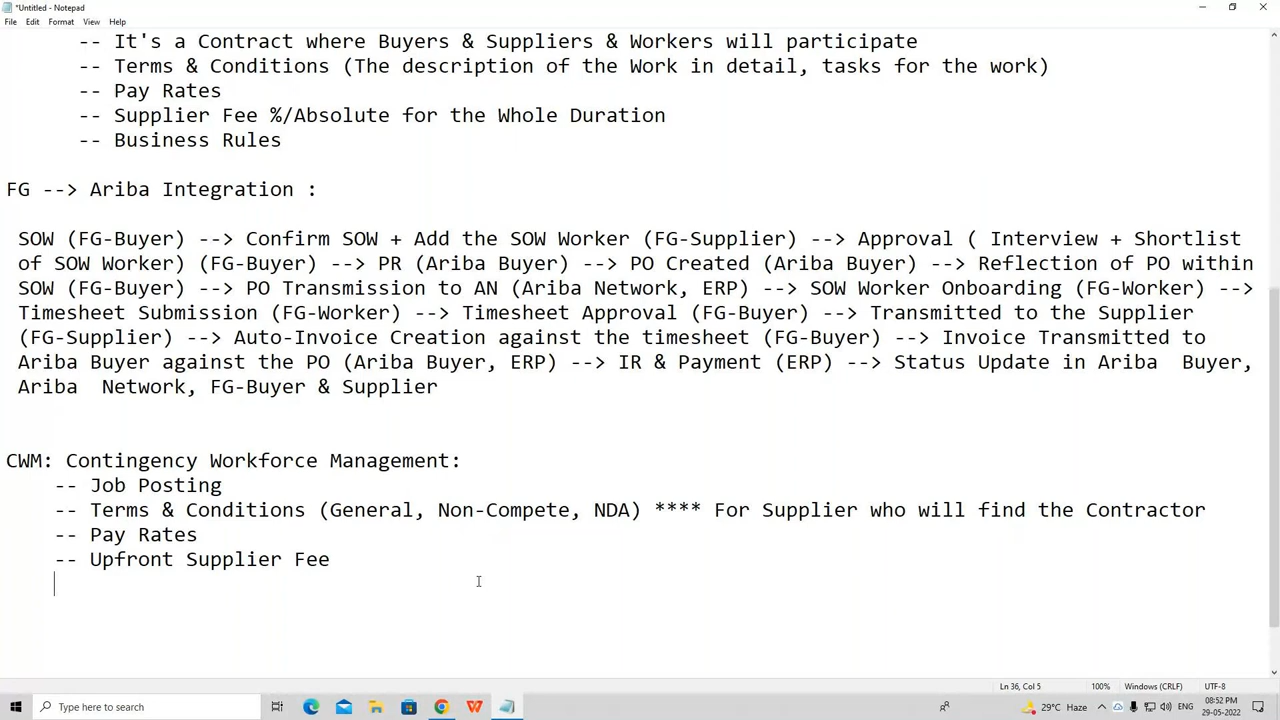 *Untitled - Notepad
File Edit Format View Help
-- It's a Contract where Buyers & Suppliers & Workers will participate
-- Terms & Conditions (The description of the Work in detail, tasks for the work)
-- Pay Rates
-- Supplier Fee %/Absolute for the Whole Duration
-- Business Rules
FG --> Ariba Integration :
SOW (FG-Buyer) --> Confirm SOW + Add the SOW Worker (FG-Supplier) --> Approval ( Interview + Shortlist
of SOW Worker) (FG-Buyer) --> PR (Ariba Buyer) --> PO Created (Ariba Buyer) --> Reflection of PO within
SOW (FG-Buyer) --> PO Transmission to AN (Ariba Network, ERP) --> SOW Worker Onboarding (FG-Worker) -->
Timesheet Submission (FG-Worker) --> Timesheet Approval (FG-Buyer) --> Transmitted to the Supplier
(FG-Supplier) --> Auto-Invoice Creation against the timesheet (FG-Buyer) --> Invoice Transmitted to
Ariba Buyer against the PO (Ariba Buyer, ERP) --> IR & Payment (ERP) --> Status Update in Ariba  Buyer,
Ariba  Network, FG-Buyer & Supplier
CWM: Contingency Workforce Management:
-- Job Posting
-- Terms & Conditions (General, Non-Compete, NDA) **** For Supplier who will find the Contractor
-- Pay Rates
-- Upfront Supplier Fee
Ln 36, Col 5 100% Windows (CRLF) UTF-8
Type here to search
29°C Haze ENG
08:52 PM
29-05-2022